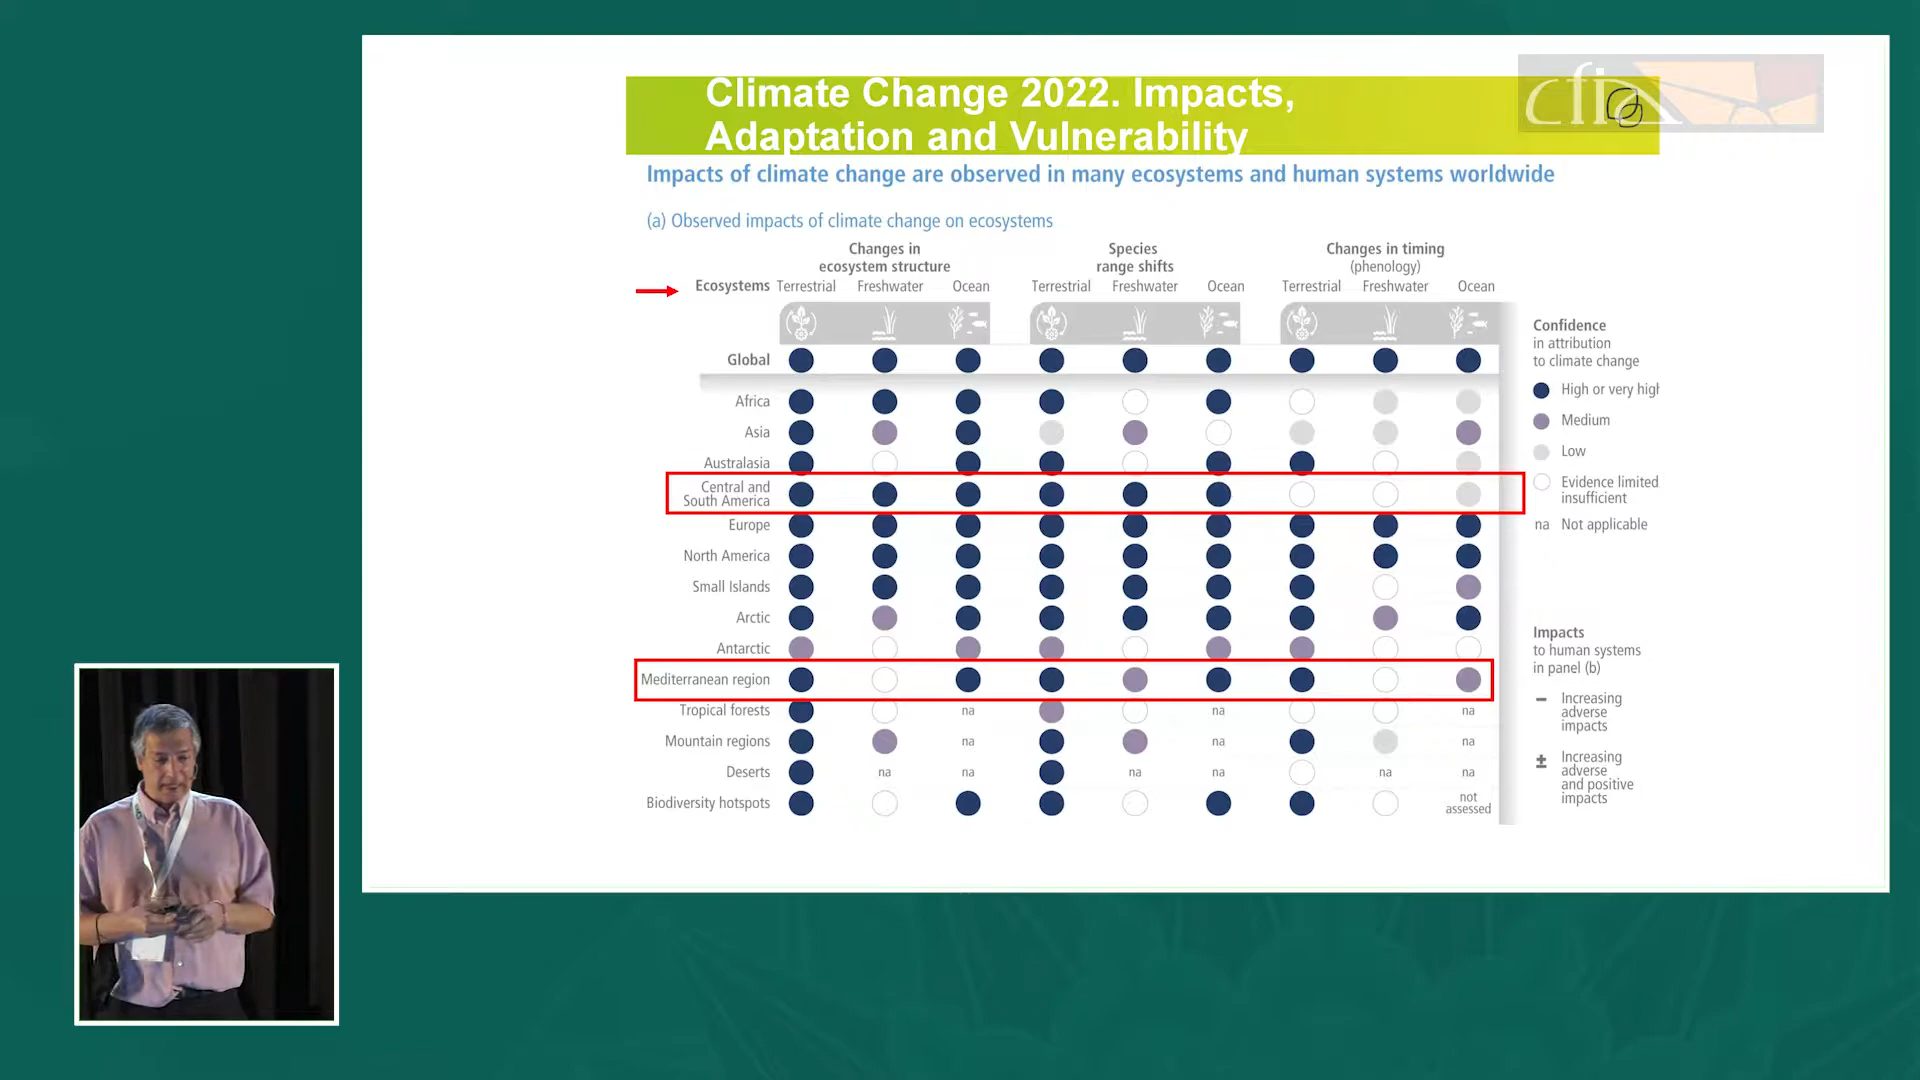 cfia
Climate Change 2022. Impacts,
Adaptation and Vulnerability
Impacts of climate change are observed in many ecosystems and human systems worldwide
(a) Observed impacts of climate change on ecosystems
Changes in
ecosystem structure
Species
range shifts
Changes in timing
(phenology)
Ecosystems Terrestrial Freshwater Ocean Terrestrial Freshwater Ocean Terrestrial Freshwater Ocean
Global
Africa
Asia
Australasia
Central and
South America
Europe
North America
Small Islands
Arctic
Antarctic
Mediterranean region
Tropical forests na na na
Mountain regions na na na
Deserts na na na na na na
Biodiversity hotspots not
assessed
Confidence
in attribution
to climate change
High or very high
Medium
Low
Evidence limited
insufficient
na Not applicable
Impacts
to human systems
in panel (b)
− Increasing
adverse
impacts
± Increasing
adverse
and positive
impacts